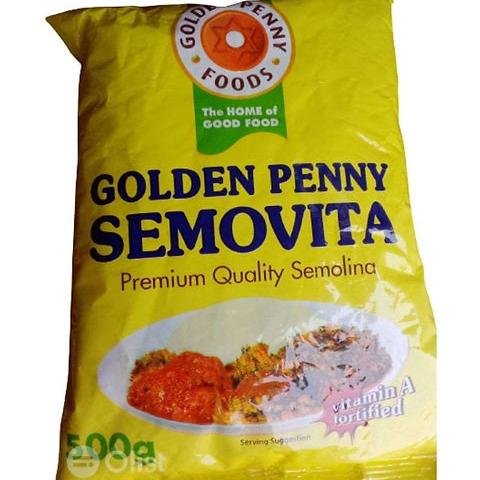 GOLDEN PENNY
FOODS
The HOME of
GOOD FOOD
GOLDEN PENNY
SEMOVITA
Premium Quality Semolina
vitamin A
fortified
Serving Suggestion
500g
Olist